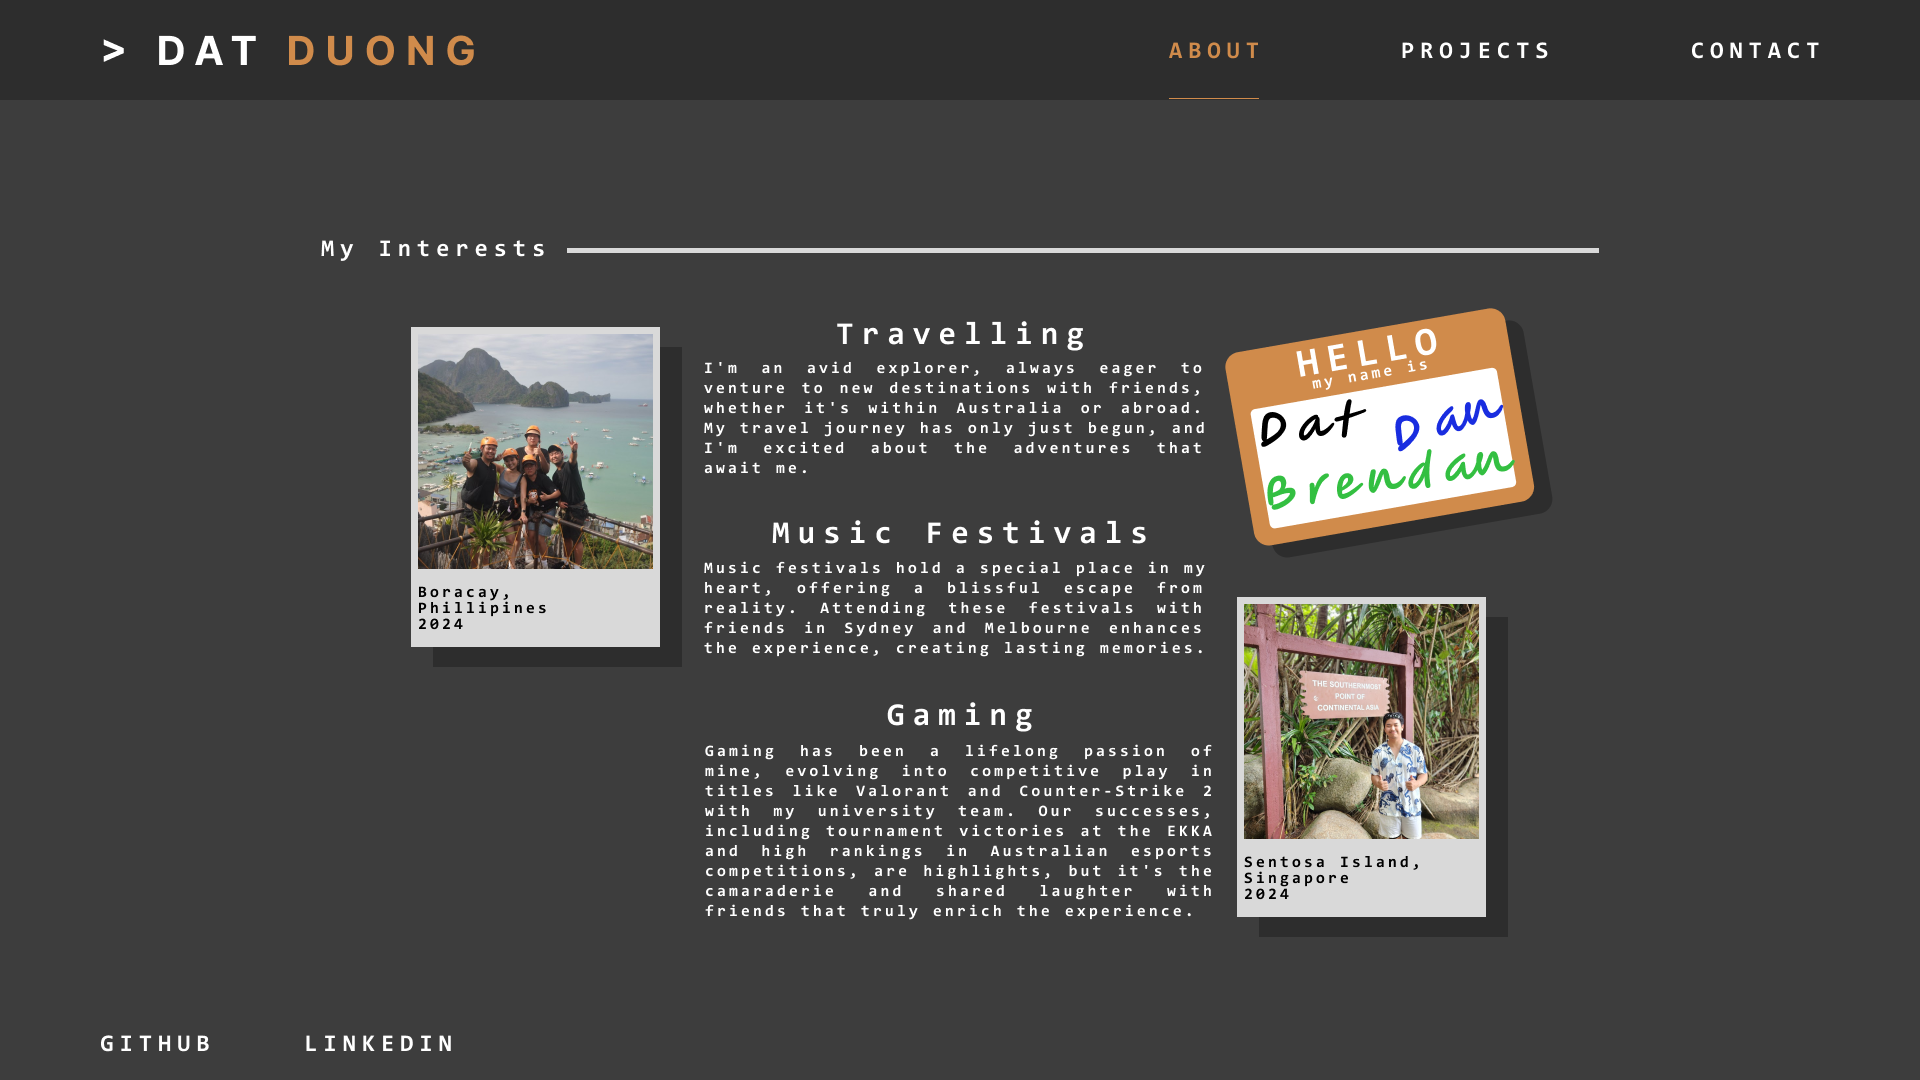 > DAT DUONG
ABOUT
PROJECTS
CONTACT
My Interests
Boracay,
Phillipines
2024
Travelling
I'm an avid explorer, always eager to
venture to new destinations with friends,
whether it's within Australia or abroad.
My travel journey has only just begun, and
I'm excited about the adventures that
await me.
Music Festivals
Music festivals hold a special place in my
heart, offering a blissful escape from
reality. Attending these festivals with
friends in Sydney and Melbourne enhances
the experience, creating lasting memories.
Gaming
Gaming has been a lifelong passion of
mine, evolving into competitive play in
titles like Valorant and Counter-Strike 2
with my university team. Our successes,
including tournament victories at the EKKA
and high rankings in Australian esports
competitions, are highlights, but it's the
camaraderie and shared laughter with
friends that truly enrich the experience.
HELLO
my name is
Dat Dan
Brendan
THE SOUTHERNMOST
POINT OF
CONTINENTAL ASIA
Sentosa Island,
Singapore
2024
GITHUB
LINKEDIN